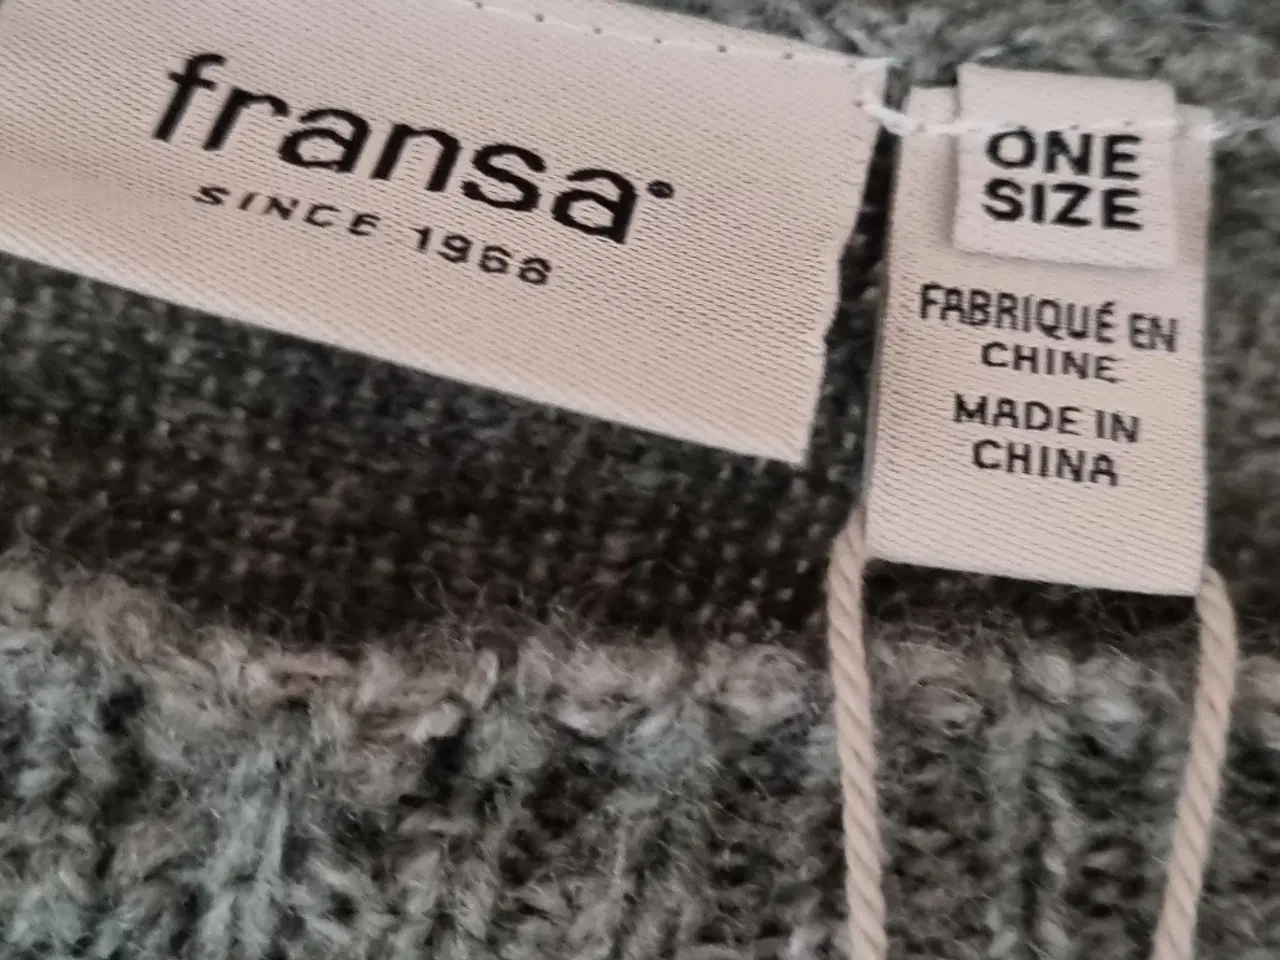 fransa®
SINCE 1966
ONE
SIZE
FABRIQUÉ EN
CHINE
MADE IN
CHINA